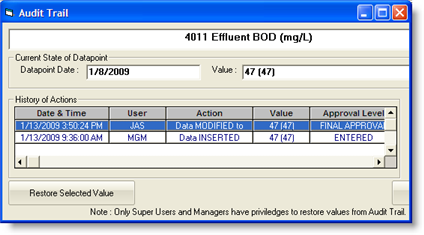 Audit Trail
4011 Effluent BOD (mg/L)
Current State of Datapoint
Datapoint Date : 1/8/2009 Value : 47 (47)
History of Actions
Date & Time User Action Value Approval Level
1/13/2009 3:50:24 PM JAS Data MODIFIED to 47 (47) FINAL APPROVA
1/13/2009 9:36:00 AM MGM Data INSERTED 47 (47) ENTERED
Restore Selected Value
Note : Only Super Users and Managers have priviledges to restore values from Audit Trail.